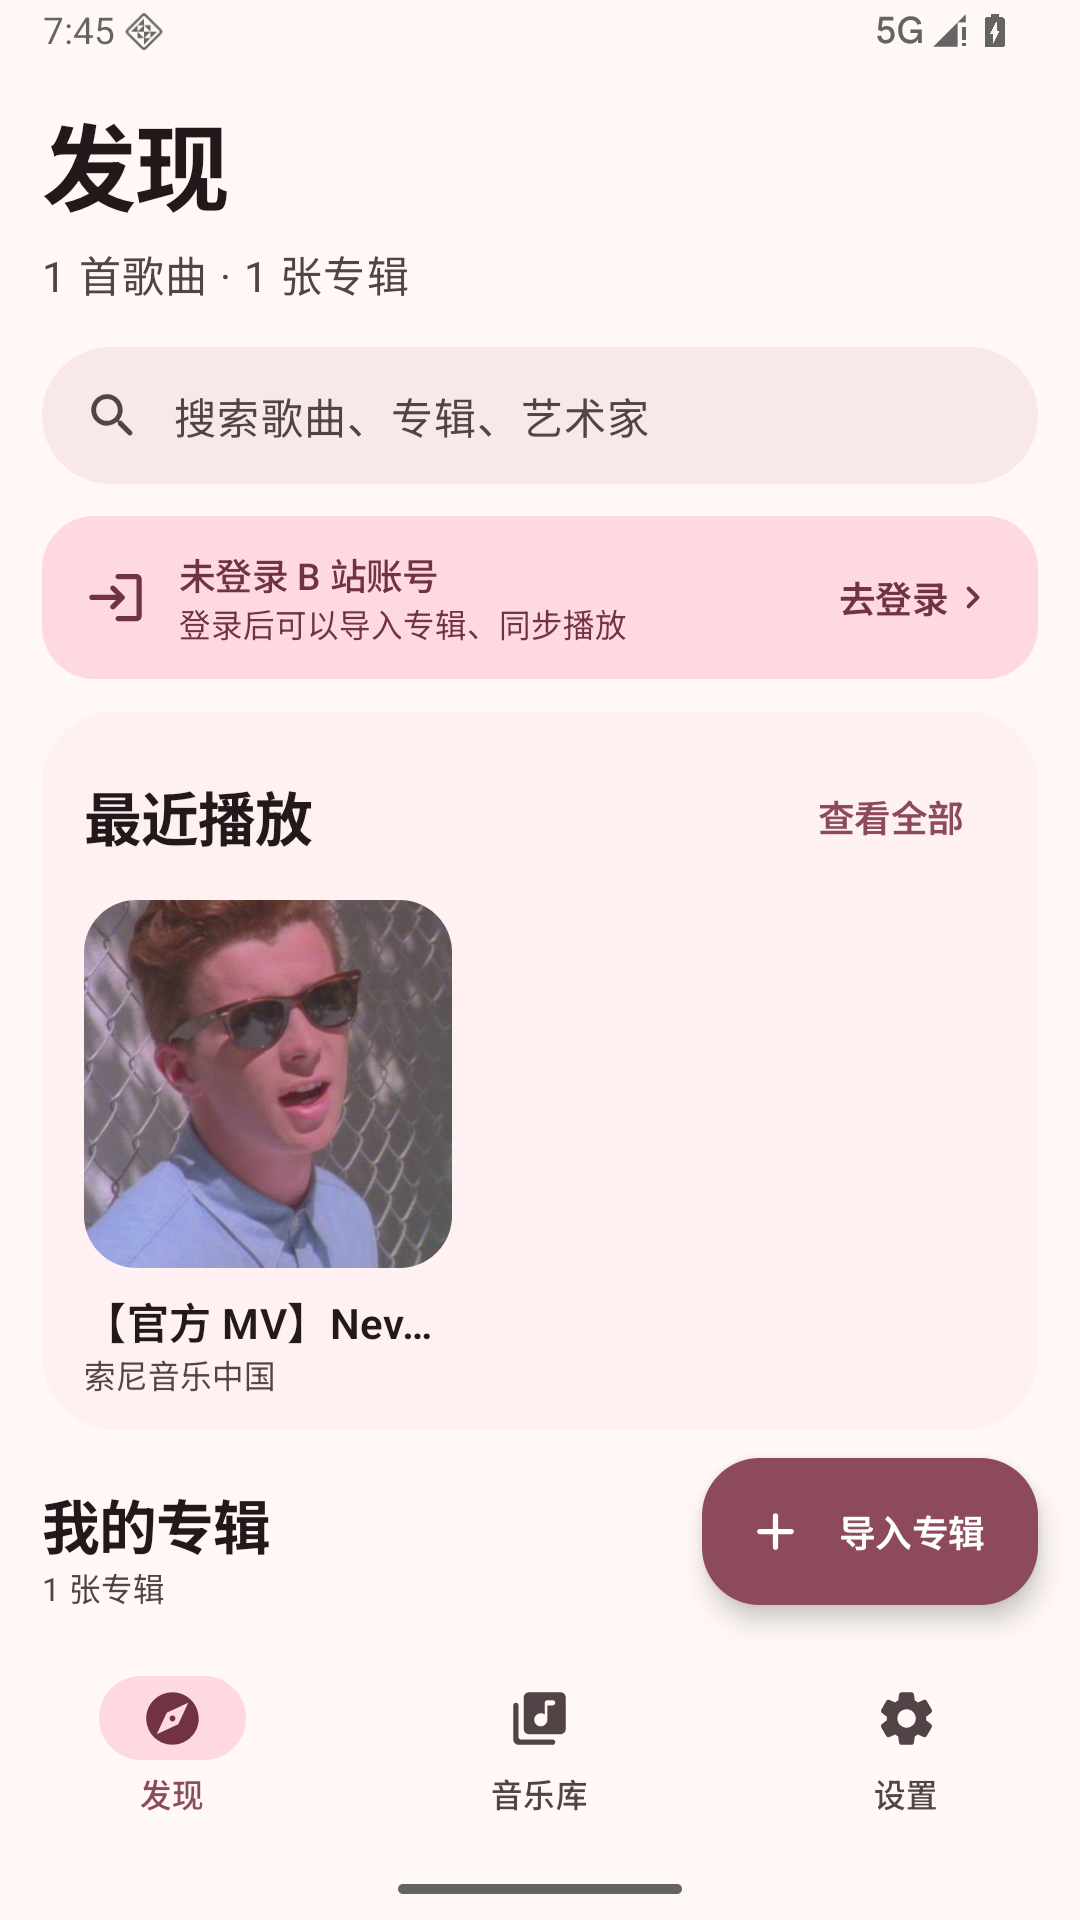 7:45
5G
发现
1 首歌曲 · 1 张专辑
搜索歌曲、专辑、艺术家
未登录 B 站账号
登录后可以导入专辑、同步播放
去登录
最近播放
查看全部
【官方 MV】Nev…
索尼音乐中国
我的专辑
1 张专辑
导入专辑
发现
音乐库
设置